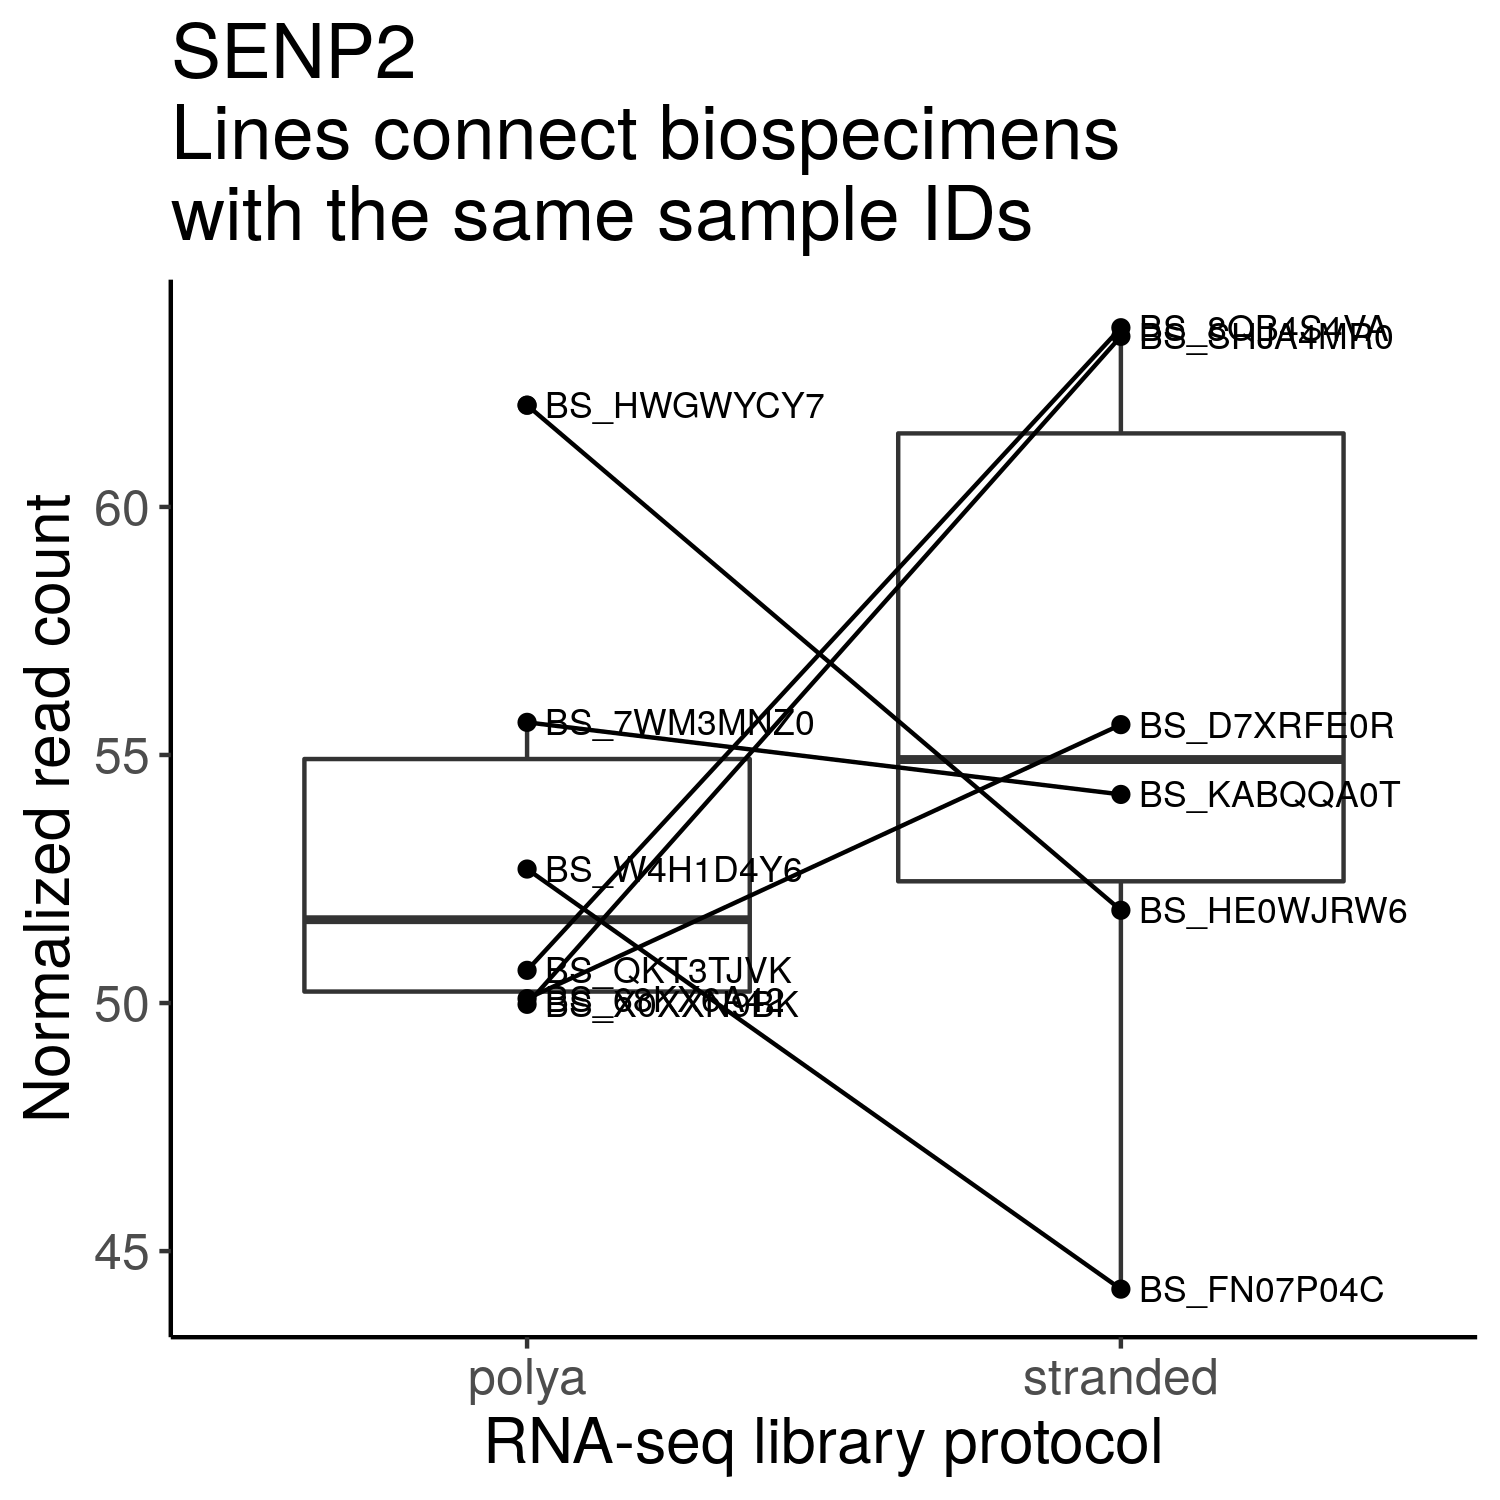 SENP2
Lines connect biospecimens
with the same sample IDs
Normalized read count
60
55
50
45
BS_HWGWYCY7
BS_7WM3MNZ0
BS_W4H1D4Y6
BS_QKT3TJVK
BS_SHJA4MR0
BS_D7XRFE0R
BS_KABQQA0T
BS_HE0WJRW6
BS_FN07P04C
polya
stranded
RNA-seq library protocol